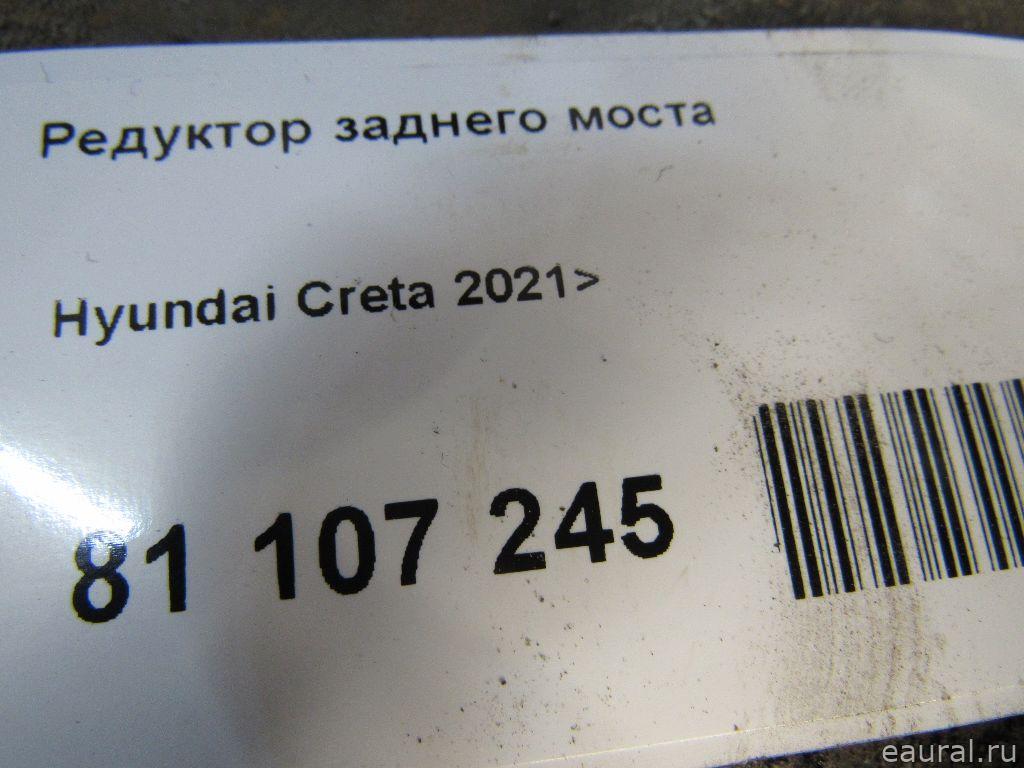 Редуктор заднего моста
Hyundai Creta 2021>
81 107 245
eaural.ru